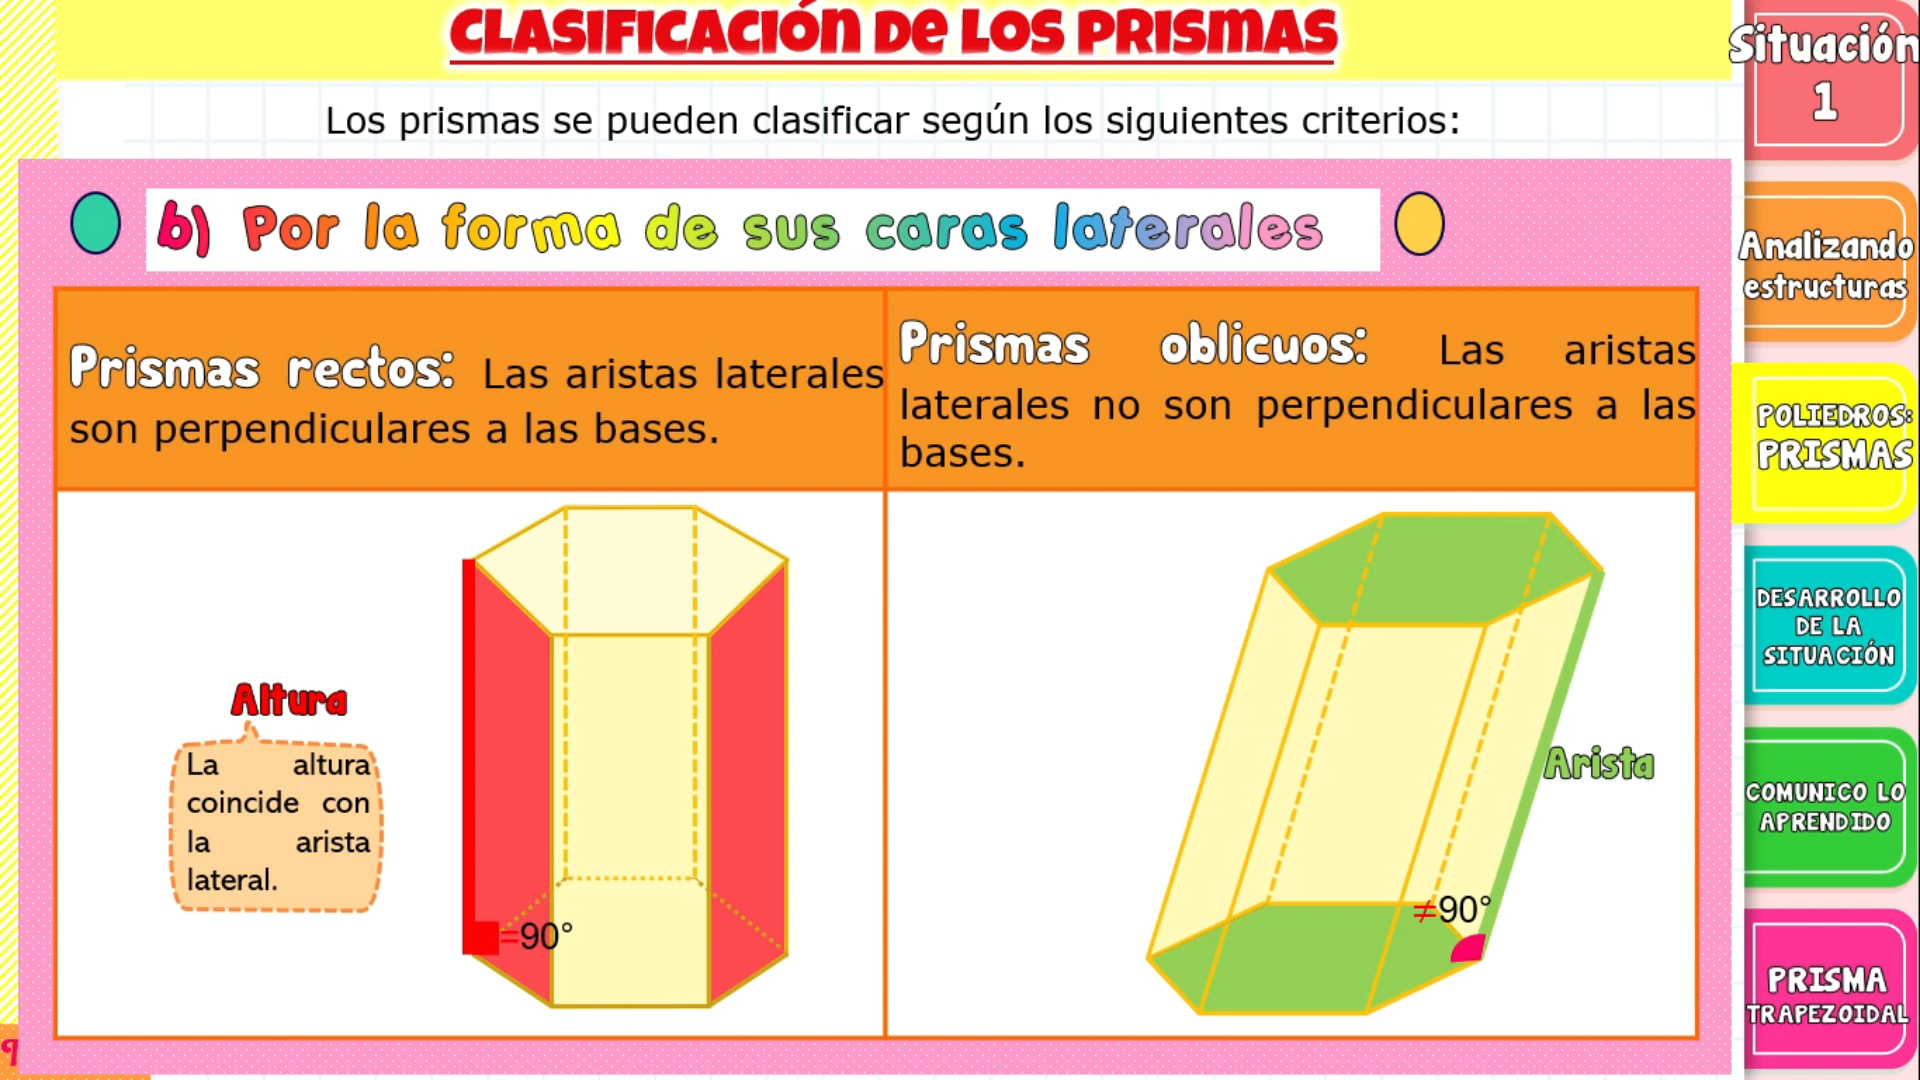 CLASIFICACIÓN DE LOS PRISMAS
Los prismas se pueden clasificar según los siguientes criterios:
b) Por la forma de sus caras laterales
Prismas rectos: Las aristas laterales
son perpendiculares a las bases.
Prismas oblicuos: Las aristas
laterales no son perpendiculares a las
bases.
Altura
La altura
coincide con
la arista
lateral.
=90°
Arista
≠90°
Situación
1
Analizando
estructuras
POLIEDROS:
PRISMAS
DESARROLLO
DE LA
SITUACIÓN
COMUNICO LO
APRENDIDO
PRISMA
TRAPEZOIDAL